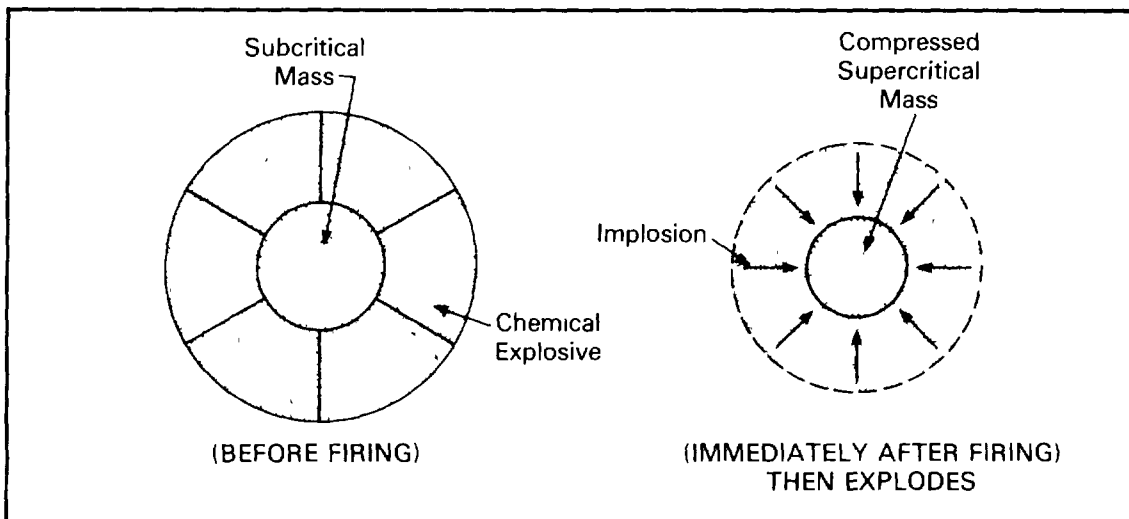 Subcritical
Mass
Chemical
Explosive
(BEFORE FIRING)
Compressed
Supercritical
Mass
Implosion
(IMMEDIATELY AFTER FIRING)
THEN EXPLODES